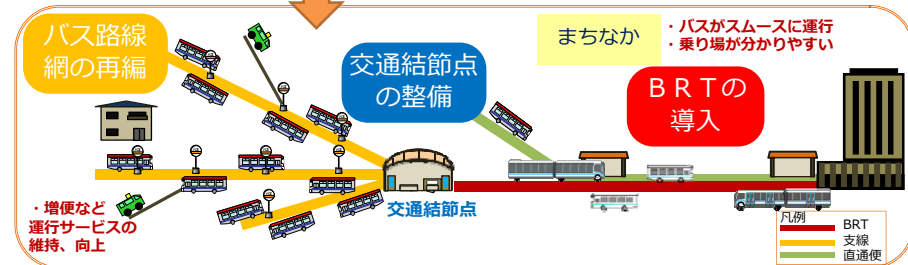 バス路線
網の再編
交通結節点
の整備
まちなか
・バスがスムースに運行
・乗り場が分かりやすい
ＢＲＴの
導入
・増便など
運行サービスの
維持、向上
交通結節点
凡例
BRT
支線
直通便